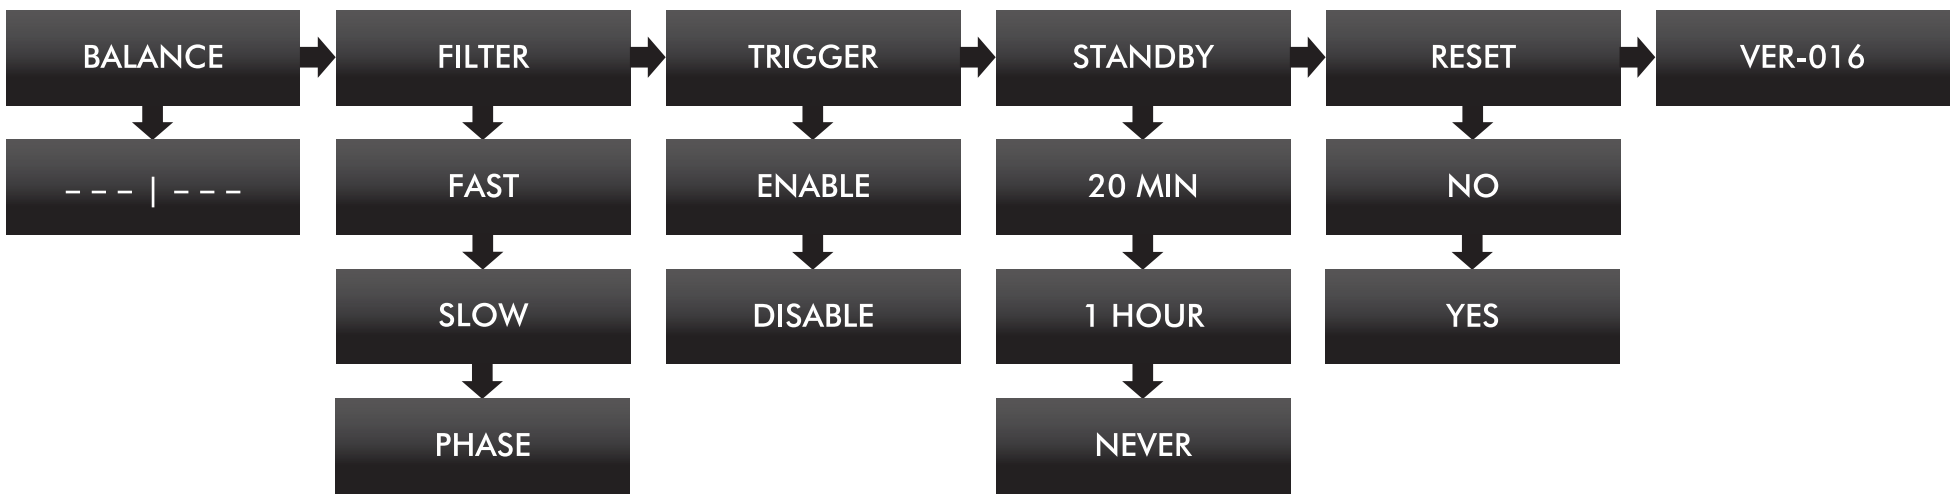 BALANCE
FILTER
TRIGGER
STANDBY
RESET
VER-016
– – – | – – –
FAST
ENABLE
20 MIN
NO
SLOW
DISABLE
1 HOUR
YES
PHASE
NEVER